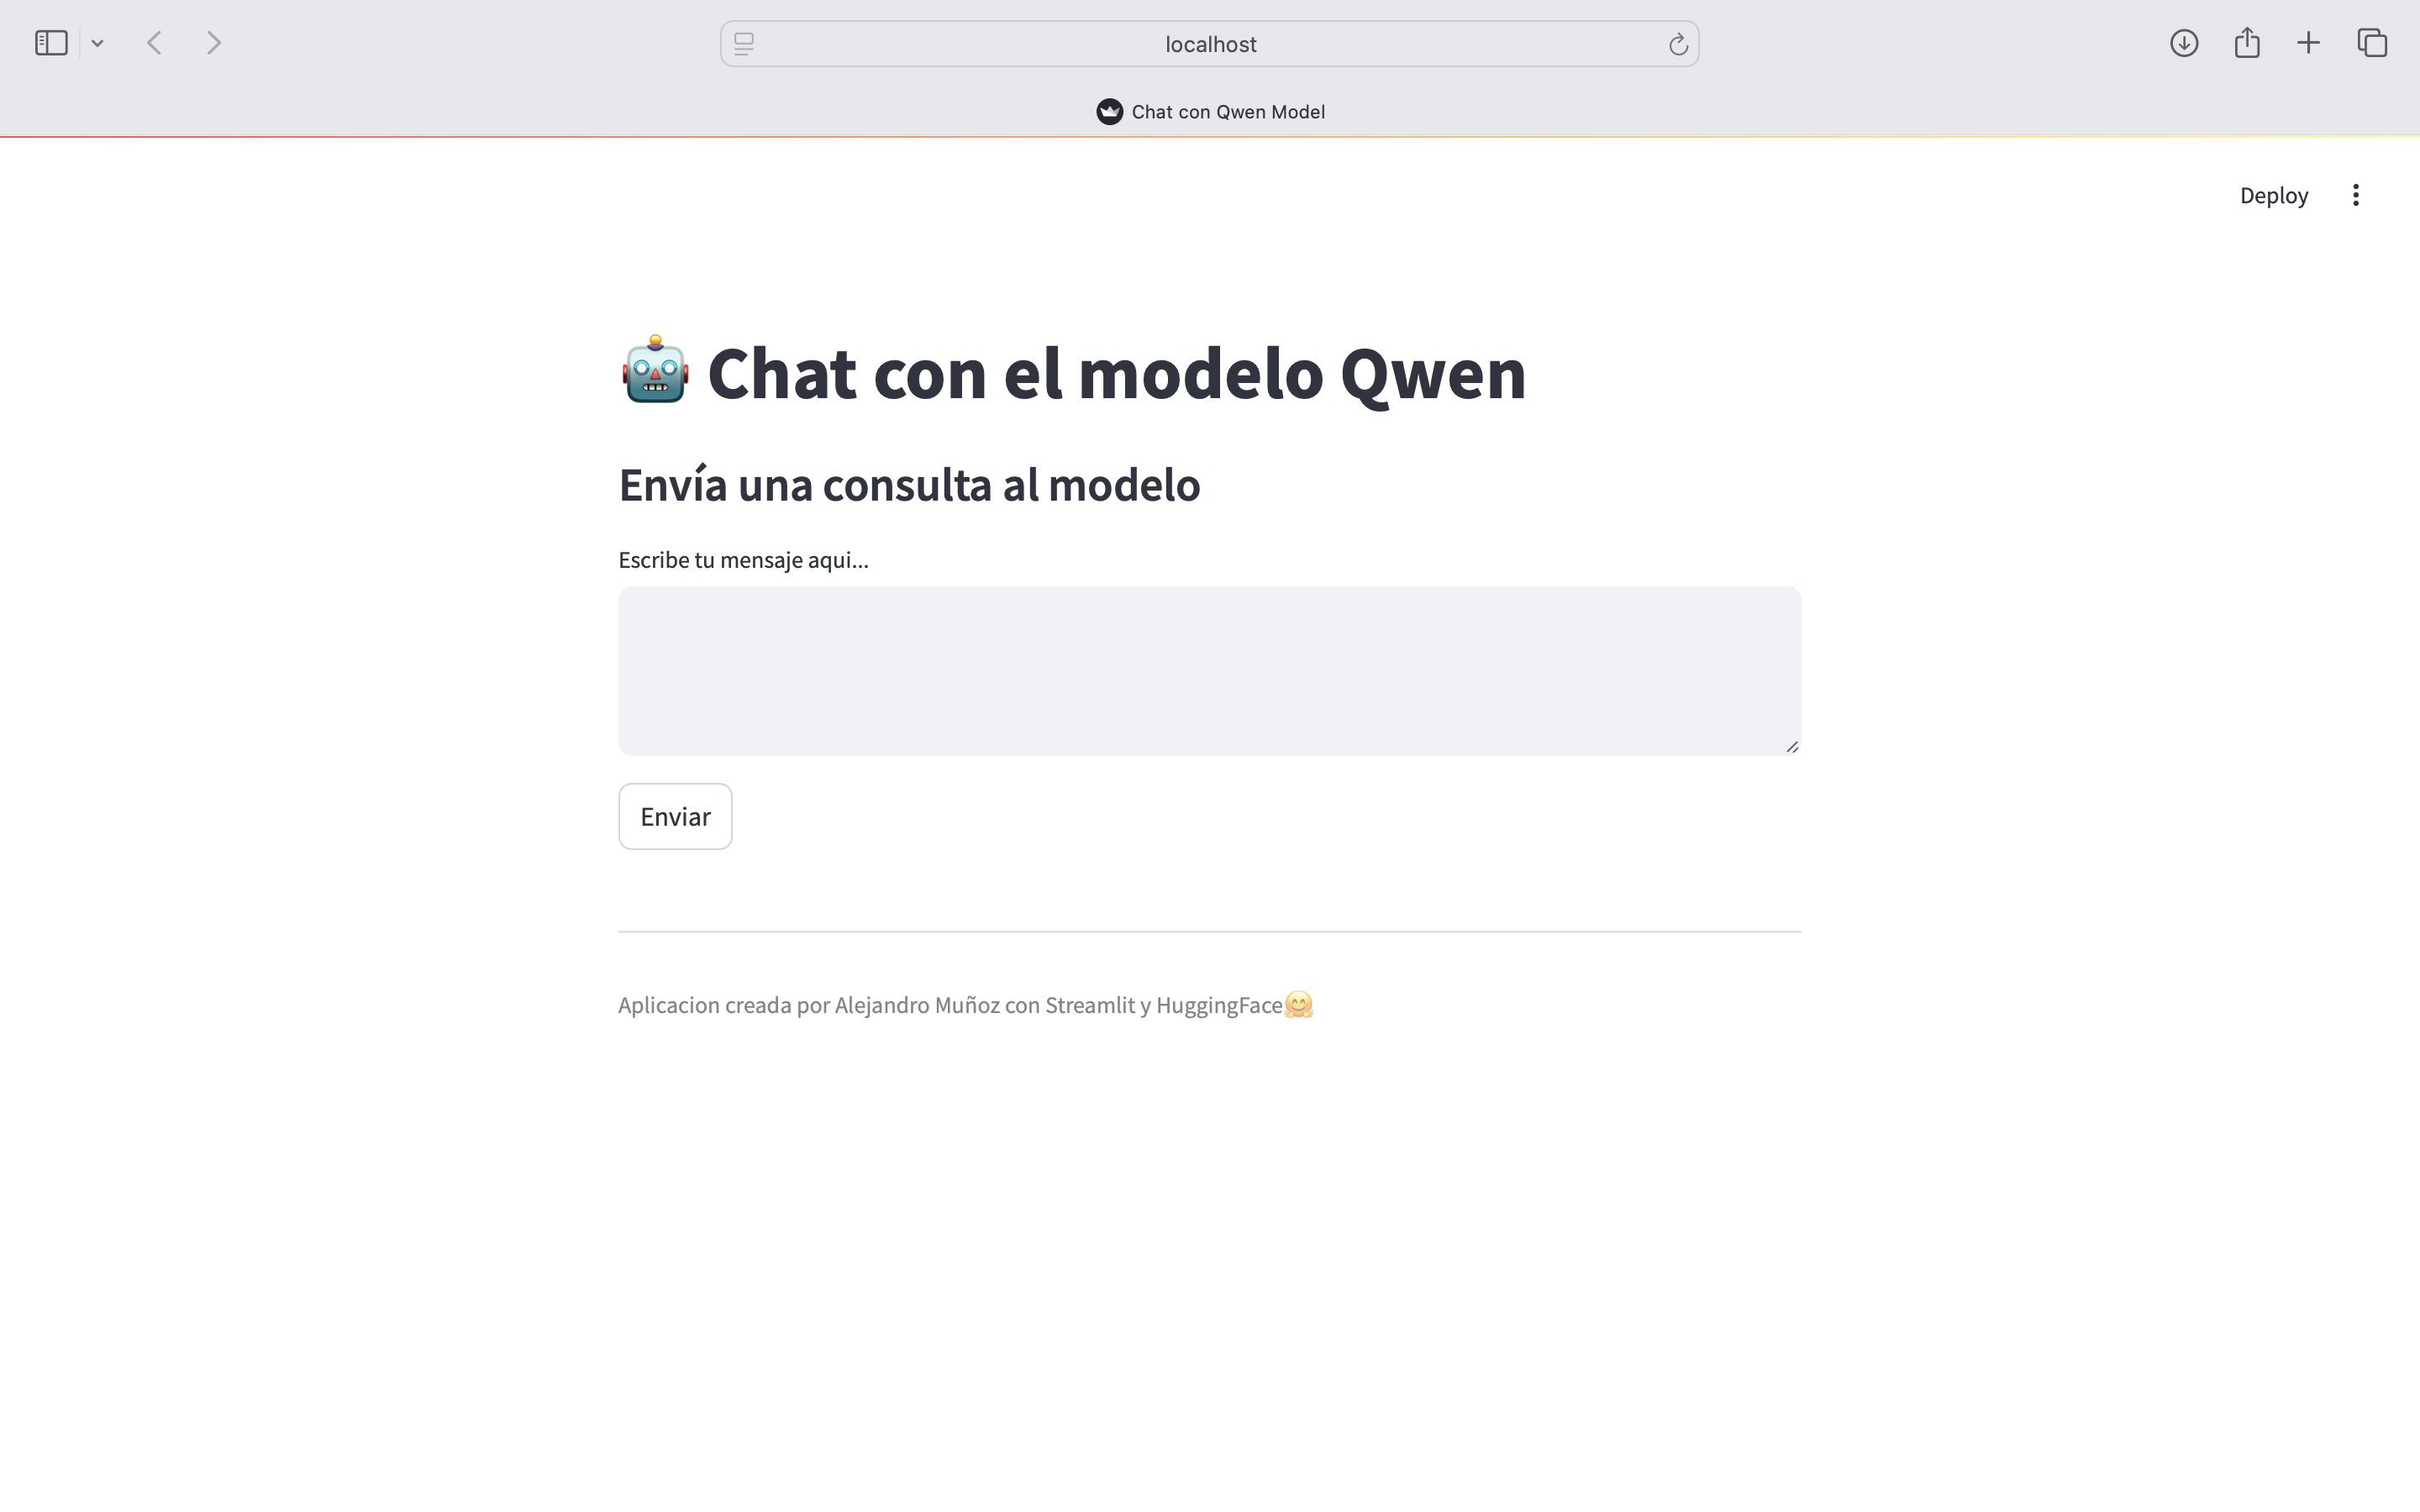 localhost
Chat con Qwen Model
Deploy
🤖 Chat con el modelo Qwen
Envía una consulta al modelo
Escribe tu mensaje aqui...
Enviar
Aplicacion creada por Alejandro Muñoz con Streamlit y HuggingFace🤗